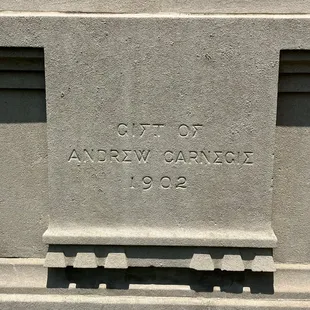 GIFT OF
ANDREW CARNEGIE
1902